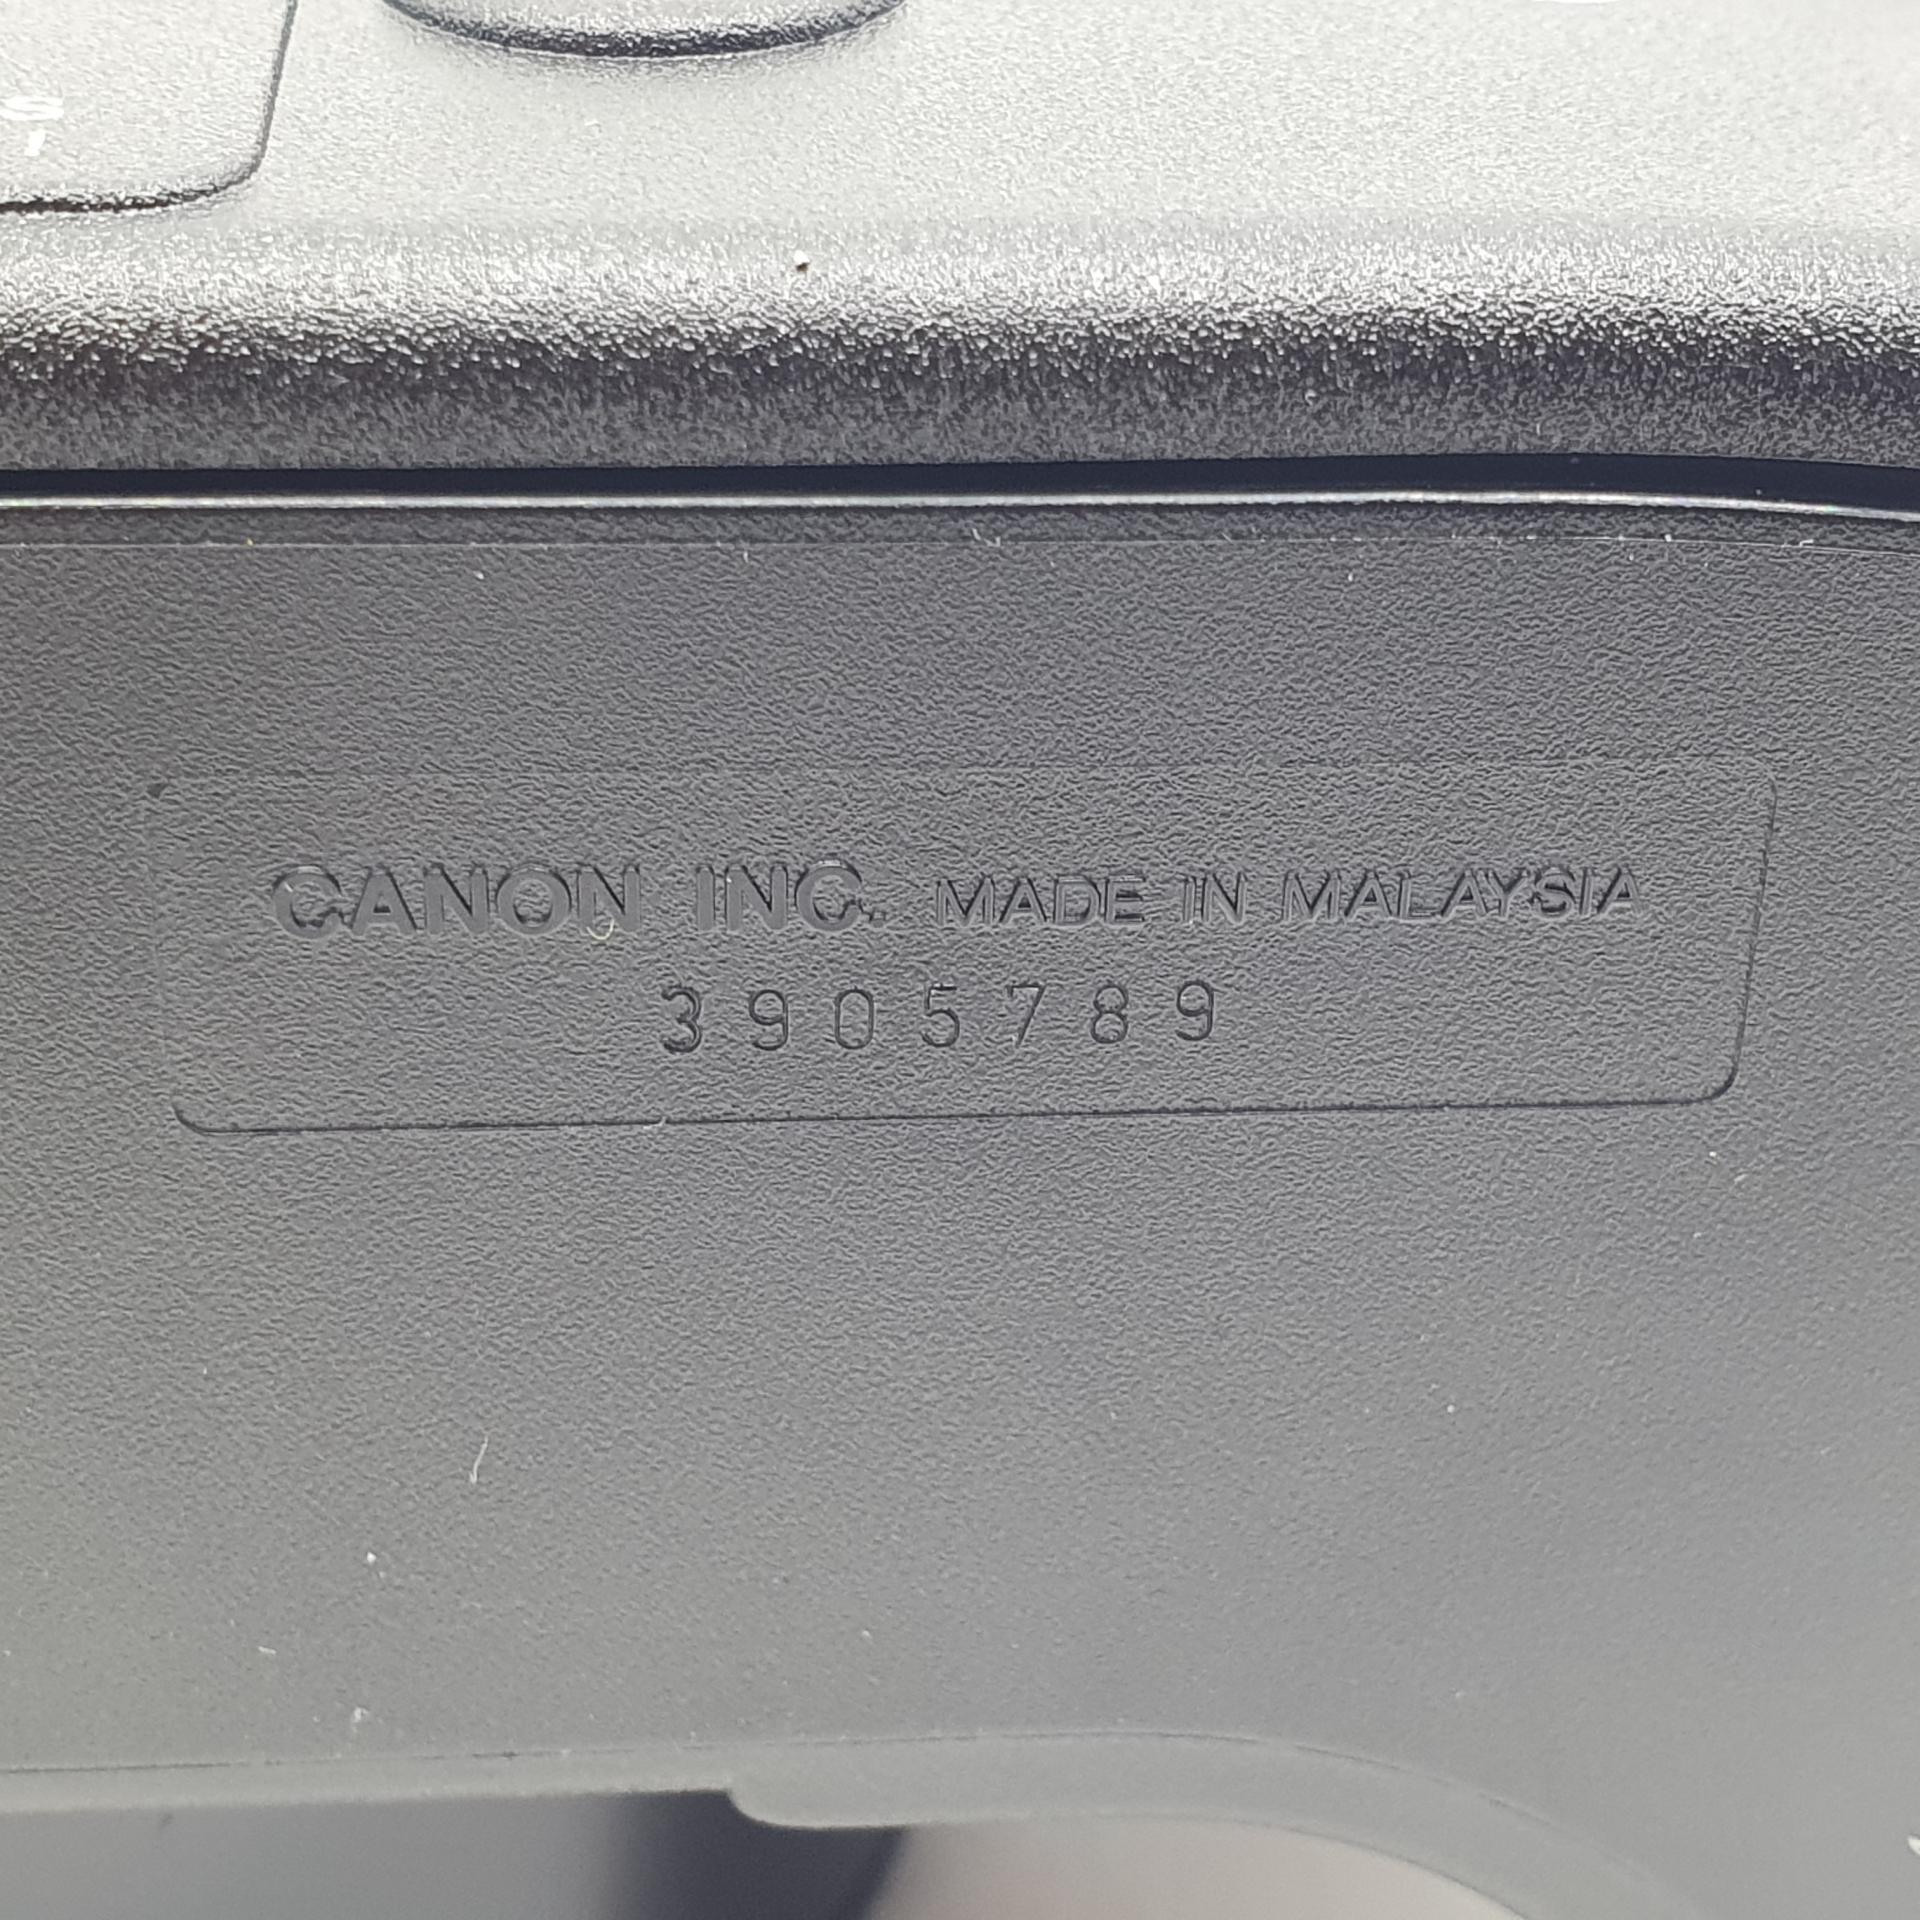 CANON INC. MADE IN MALAYSIA
3905789